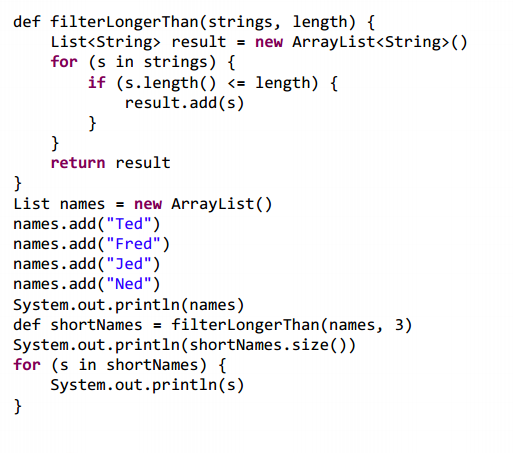 def filterLongerThan(strings, length) {
    List<String> result = new ArrayList<String>()
    for (s in strings) {
        if (s.length() <= length) {
            result.add(s)
        }
    }
    return result
}
List names = new ArrayList()
names.add("Ted")
names.add("Fred")
names.add("Jed")
names.add("Ned")
System.out.println(names)
def shortNames = filterLongerThan(names, 3)
System.out.println(shortNames.size())
for (s in shortNames) {
    System.out.println(s)
}